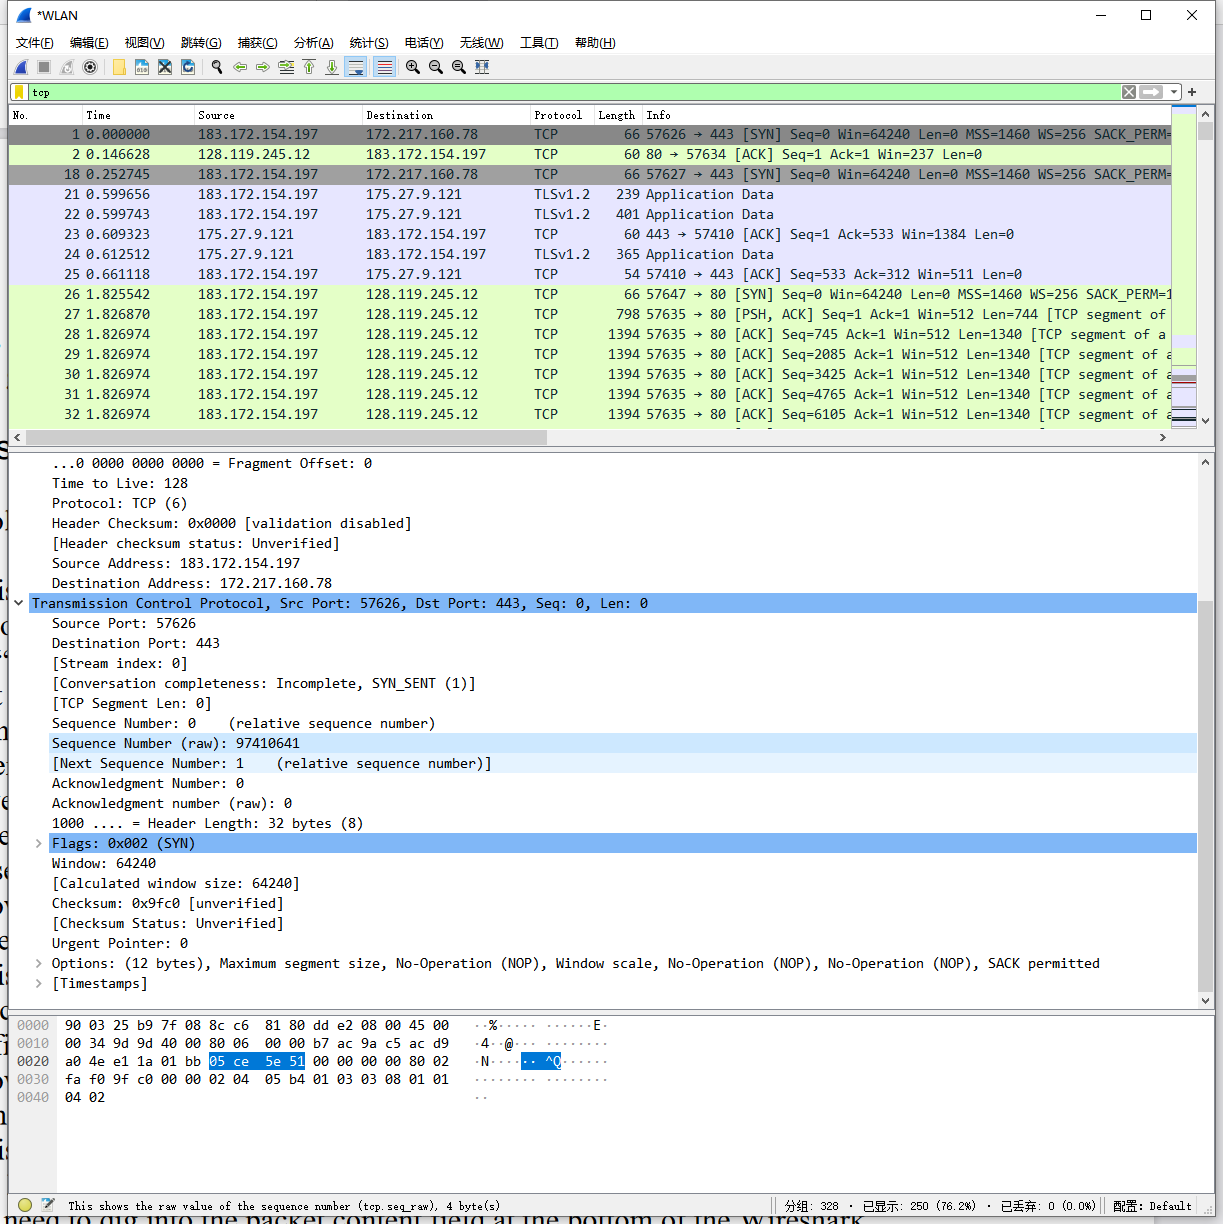 *WLAN
文件(F) 编辑(E) 视图(V) 跳转(G) 捕获(C) 分析(A) 统计(S) 电话(Y) 无线(W) 工具(T) 帮助(H)
tcp
No. Time Source Destination Protocol Length Info
1 0.000000 183.172.154.197 172.217.160.78 TCP 66 57626 → 443 [SYN] Seq=0 Win=64240 Len=0 MSS=1460 WS=256 SACK_PERM=
2 0.146628 128.119.245.12 183.172.154.197 TCP 60 80 → 57634 [ACK] Seq=1 Ack=1 Win=237 Len=0
18 0.252745 183.172.154.197 172.217.160.78 TCP 66 57627 → 443 [SYN] Seq=0 Win=64240 Len=0 MSS=1460 WS=256 SACK_PERM=
21 0.599656 183.172.154.197 175.27.9.121 TLSv1.2 239 Application Data
22 0.599743 183.172.154.197 175.27.9.121 TLSv1.2 401 Application Data
23 0.609323 175.27.9.121 183.172.154.197 TCP 60 443 → 57410 [ACK] Seq=1 Ack=533 Win=1384 Len=0
24 0.612512 175.27.9.121 183.172.154.197 TLSv1.2 365 Application Data
25 0.661118 183.172.154.197 175.27.9.121 TCP 54 57410 → 443 [ACK] Seq=533 Ack=312 Win=511 Len=0
26 1.825542 183.172.154.197 128.119.245.12 TCP 66 57647 → 80 [SYN] Seq=0 Win=64240 Len=0 MSS=1460 WS=256 SACK_PERM=1
27 1.826870 183.172.154.197 128.119.245.12 TCP 798 57635 → 80 [PSH, ACK] Seq=1 Ack=1 Win=512 Len=744 [TCP segment of
28 1.826974 183.172.154.197 128.119.245.12 TCP 1394 57635 → 80 [ACK] Seq=745 Ack=1 Win=512 Len=1340 [TCP segment of a
29 1.826974 183.172.154.197 128.119.245.12 TCP 1394 57635 → 80 [ACK] Seq=2085 Ack=1 Win=512 Len=1340 [TCP segment of a
30 1.826974 183.172.154.197 128.119.245.12 TCP 1394 57635 → 80 [ACK] Seq=3425 Ack=1 Win=512 Len=1340 [TCP segment of a
31 1.826974 183.172.154.197 128.119.245.12 TCP 1394 57635 → 80 [ACK] Seq=4765 Ack=1 Win=512 Len=1340 [TCP segment of a
32 1.826974 183.172.154.197 128.119.245.12 TCP 1394 57635 → 80 [ACK] Seq=6105 Ack=1 Win=512 Len=1340 [TCP segment of a
...0 0000 0000 0000 = Fragment Offset: 0
Time to Live: 128
Protocol: TCP (6)
Header Checksum: 0x0000 [validation disabled]
[Header checksum status: Unverified]
Source Address: 183.172.154.197
Destination Address: 172.217.160.78
Transmission Control Protocol, Src Port: 57626, Dst Port: 443, Seq: 0, Len: 0
Source Port: 57626
Destination Port: 443
[Stream index: 0]
[Conversation completeness: Incomplete, SYN_SENT (1)]
[TCP Segment Len: 0]
Sequence Number: 0 (relative sequence number)
Sequence Number (raw): 97410641
[Next Sequence Number: 1 (relative sequence number)]
Acknowledgment Number: 0
Acknowledgment number (raw): 0
1000 .... = Header Length: 32 bytes (8)
Flags: 0x002 (SYN)
Window: 64240
[Calculated window size: 64240]
Checksum: 0x9fc0 [unverified]
[Checksum Status: Unverified]
Urgent Pointer: 0
Options: (12 bytes), Maximum segment size, No-Operation (NOP), Window scale, No-Operation (NOP), No-Operation (NOP), SACK permitted
[Timestamps]
0000 90 03 25 b9 7f 08 8c c6 81 80 dd e2 08 00 45 00 ··%····· ······E·
0010 00 34 9d 9d 40 00 80 06 00 00 b7 ac 9a c5 ac d9 ·4··@··· ········
0020 a0 4e e1 1a 01 bb 05 ce 5e 51 00 00 00 00 80 02 ·N······ ^Q······
0030 fa f0 9f c0 00 00 02 04 05 b4 01 03 03 08 01 01 ········ ········
0040 04 02 ··
This shows the raw value of the sequence number (tcp.seq_raw), 4 byte(s) 分组: 328 · 已显示: 250 (76.2%) · 已丢弃: 0 (0.0%) 配置: Default
need to dig into the packet content field at the bottom of the Wireshark